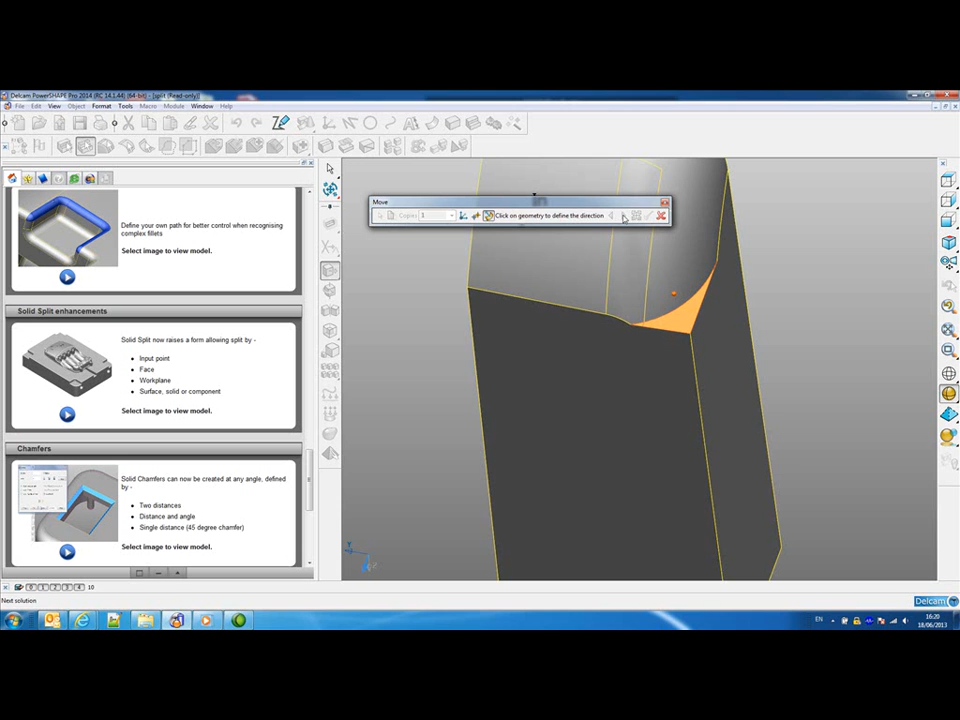 Delcam PowerSHAPE Pro 2014 (RC 14.1.44) [64-bit] - [split (Read-only)]
File Edit View Object Format Tools Macro Module Window Help
Move
Copies 1 Click on geometry to define the direction
Define your own path for better control when recognising
complex fillets
Select image to view model.
Solid Split enhancements
Solid Split now raises a form allowing split by -
Input point
Face
Workplane
Surface, solid or component
Select image to view model.
Chamfers
Solid Chamfers can now be created at any angle, defined
by -
Two distances
Distance and angle
Single distance (45 degree chamfer)
Select image to view model.
0 1 2 3 4 10
Next solution
Delcam
EN
16:20
18/06/2013